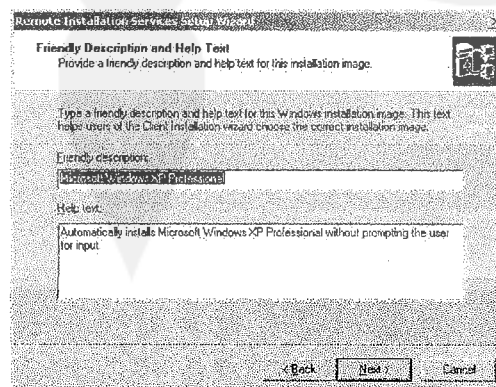 Remote Installation Services Setup Wizard
Friendly Description and Help Text
Provide a friendly description and help text for this installation image.
Type a friendly description and help text for this Windows installation image. This text
helps users of the Client Installation wizard choose the correct installation image.
Friendly description:
Microsoft Windows XP Professional
Help text:
Automatically installs Microsoft Windows XP Professional without prompting the user
for input.
< Back Next > Cancel